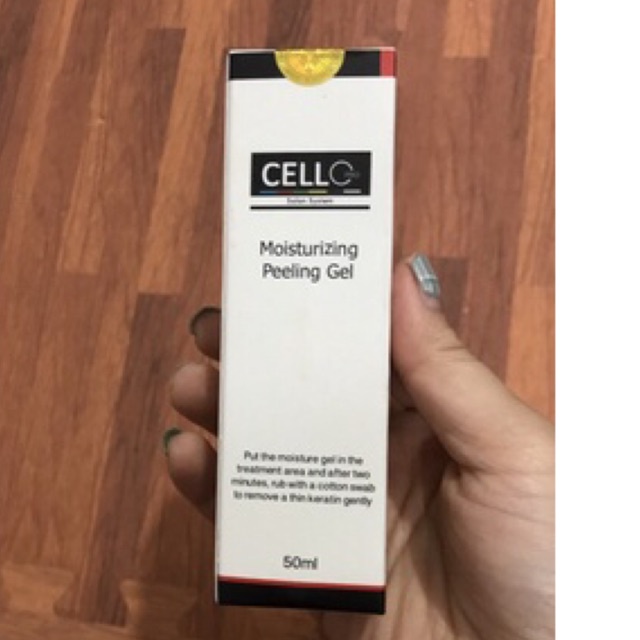 CELLO PRO
Salon System
Moisturizing
Peeling Gel
Put the moisture gel in the
treatment area and after two
minutes, rub with a cotton swab
to remove a thin keratin gently
50ml